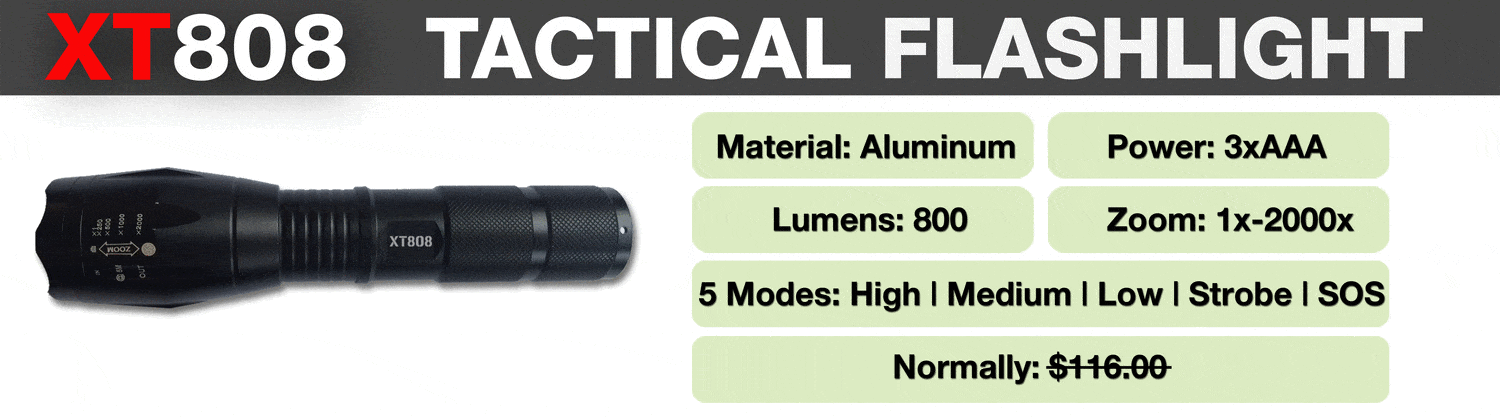 XT808 TACTICAL FLASHLIGHT
Material: Aluminum
Power: 3xAAA
Lumens: 800
Zoom: 1x-2000x
5 Modes: High | Medium | Low | Strobe | SOS
Normally: $116.00
XT808
X1
X250
X500
X1000
X2000
ZOOM
IN
OUT